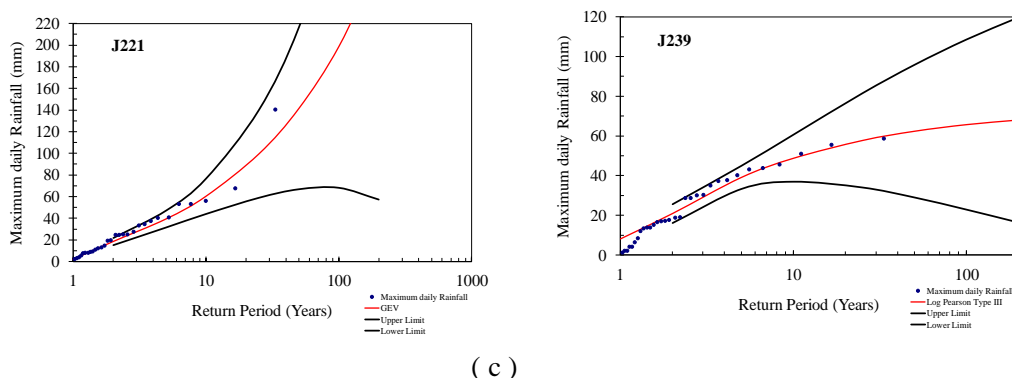 J221
Maximum daily Rainfall (mm)
220
200
180
160
140
120
100
80
60
40
20
0
1
10
100
1000
Return Period (Years)
Maximum daily Rainfall
GEV
Upper Limit
Lower Limit
J239
Maximum daily Rainfall (mm)
120
100
80
60
40
20
0
1
10
100
Return Period (Years)
Maximum daily Rainfall
Log Pearson Type III
Upper Limit
Lower Limit
( c )